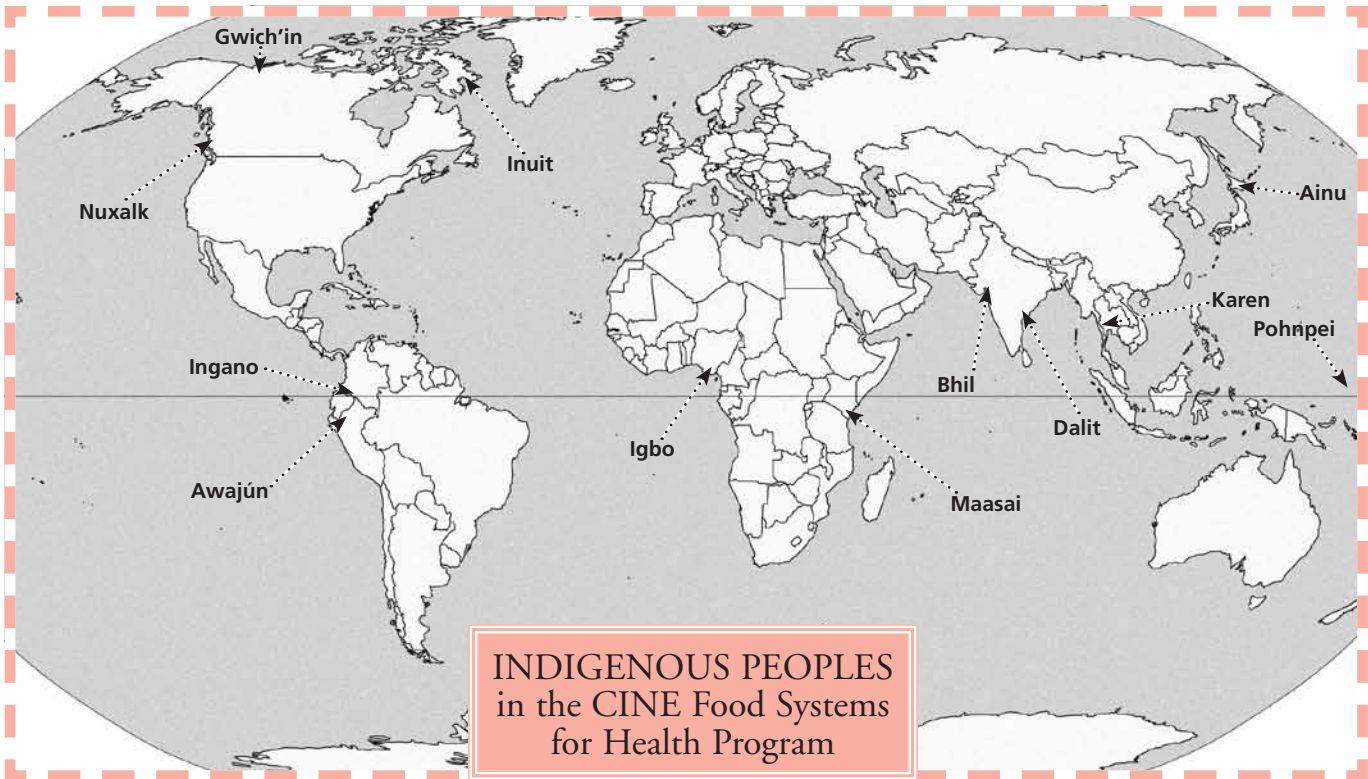 Gwich’in
Inuit
Nuxalk
Ainu
Karen
Pohnpei
Ingano
Bhil
Dalit
Igbo
Awajún
Maasai
INDIGENOUS PEOPLES
in the CINE Food Systems
for Health Program